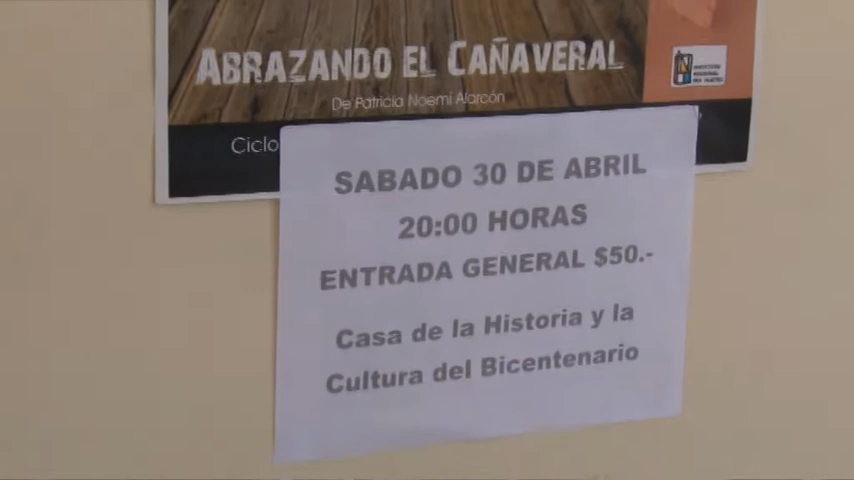 ABRAZANDO EL CAÑAVERAL
De Patricia Noemi Alarcón
Ciclo
SABADO 30 DE ABRIL
20:00 HORAS
ENTRADA GENERAL $50.-
Casa de la Historia y la
Cultura del Bicentenario